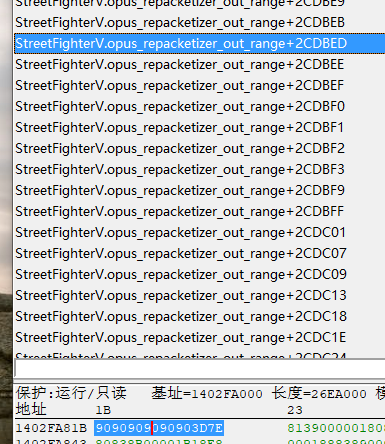 StreetFighterV.opus_repacketizer_out_range+2CDBE9
StreetFighterV.opus_repacketizer_out_range+2CDBEB
StreetFighterV.opus_repacketizer_out_range+2CDBED
StreetFighterV.opus_repacketizer_out_range+2CDBEE
StreetFighterV.opus_repacketizer_out_range+2CDBEF
StreetFighterV.opus_repacketizer_out_range+2CDBF0
StreetFighterV.opus_repacketizer_out_range+2CDBF1
StreetFighterV.opus_repacketizer_out_range+2CDBF2
StreetFighterV.opus_repacketizer_out_range+2CDBF3
StreetFighterV.opus_repacketizer_out_range+2CDBF9
StreetFighterV.opus_repacketizer_out_range+2CDBFF
StreetFighterV.opus_repacketizer_out_range+2CDC01
StreetFighterV.opus_repacketizer_out_range+2CDC07
StreetFighterV.opus_repacketizer_out_range+2CDC09
StreetFighterV.opus_repacketizer_out_range+2CDC13
StreetFighterV.opus_repacketizer_out_range+2CDC18
StreetFighterV.opus_repacketizer_out_range+2CDC1E
StreetFighterV.opus_repacketizer_out_range+2CDC24
保护:运行/只读 基址=1402FA000 长度=26EA000 模
地址 1B 23
1402FA81B 9090909090903D7E 8139000001800
1402FA843